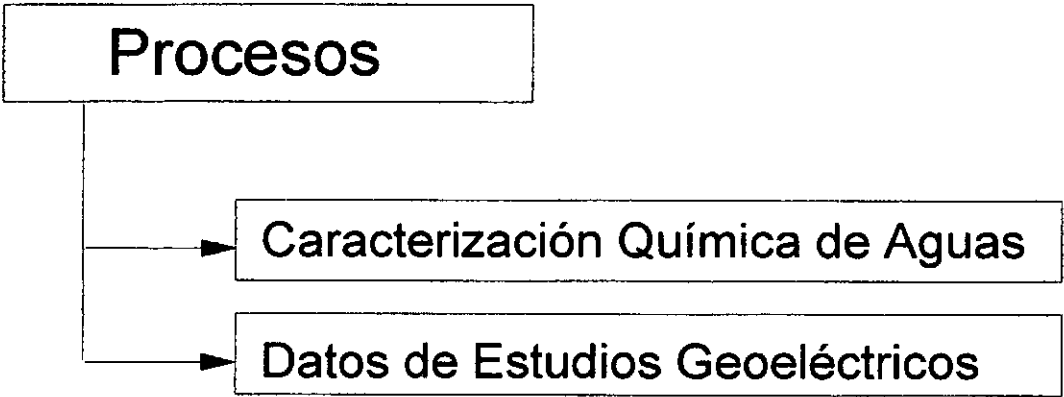 Procesos
Caracterización Química de Aguas
Datos de Estudios Geoeléctricos